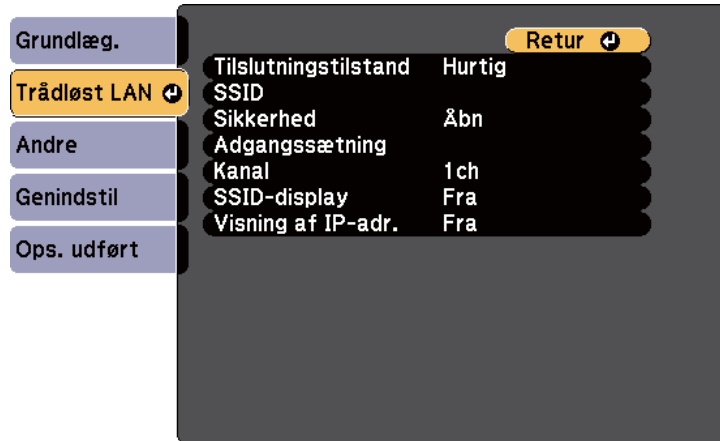 Grundlæg.
Trådløst LAN
Andre
Genindstil
Ops. udført
Retur
Tilslutningstilstand Hurtig
SSID
Sikkerhed Åbn
Adgangssætning
Kanal 1ch
SSID-display Fra
Visning af IP-adr. Fra